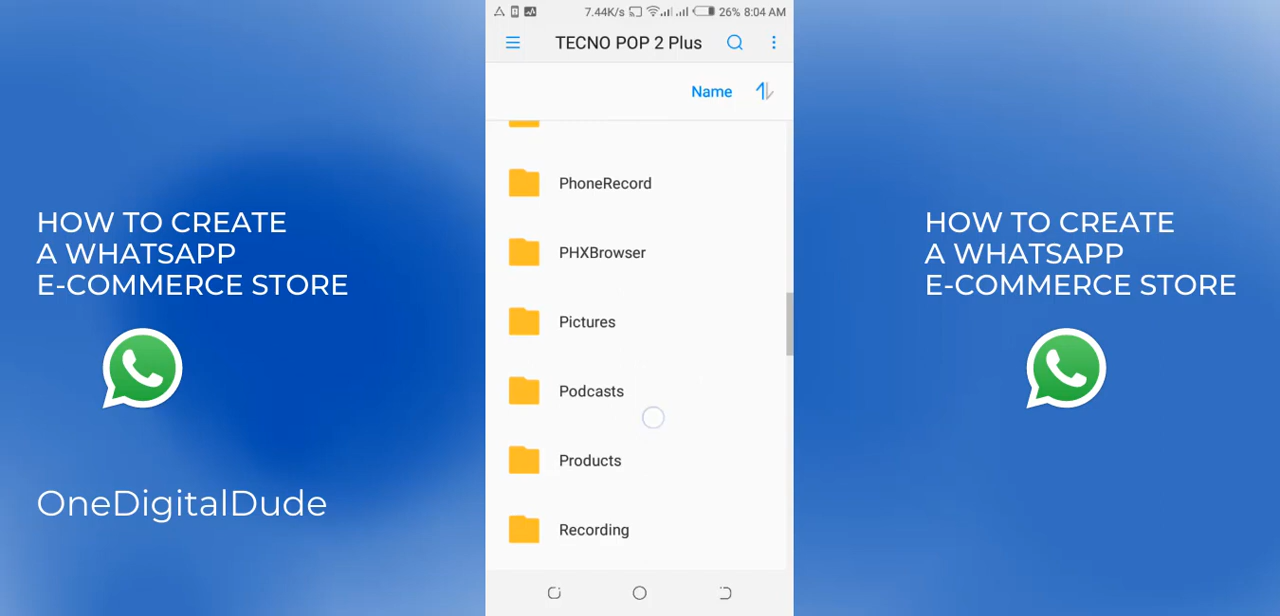 7.44K/s 26% 8:04 AM
TECNO POP 2 Plus
Name
PhoneRecord
PHXBrowser
Pictures
Podcasts
Products
Recording
HOW TO CREATE
A WHATSAPP
E-COMMERCE STORE
OneDigitalDude
HOW TO CREATE
A WHATSAPP
E-COMMERCE STORE